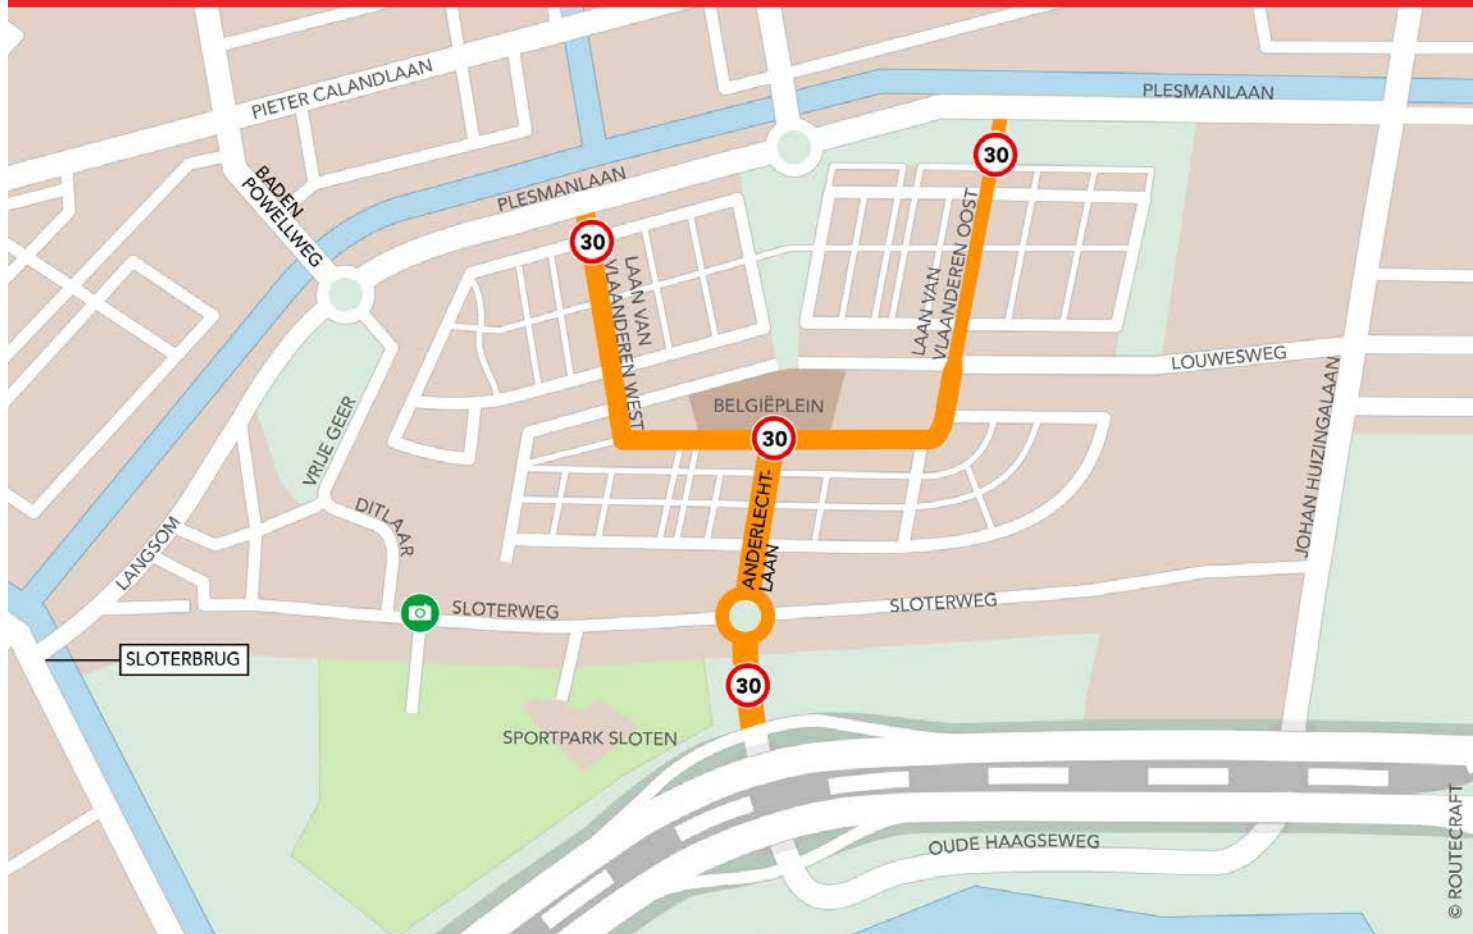 PIETER CALANDLAAN
PLESMANLAAN
BADEN
POWELLWEG
PLESMANLAAN
30
30
LAAN VAN
VLAANDEREN WEST
LAAN VAN
VLAANDEREN OOST
LOUWESWEG
BELGIËPLEIN
30
VRIJE GEER
JOHAN HUIZINGALAAN
DITLAAR
LANGSOM
ANDERLECHT-
LAAN
SLOTERWEG
SLOTERWEG
SLOTERBRUG
30
SPORTPARK SLOTEN
OUDE HAAGSEWEG
© ROUTECRAFT